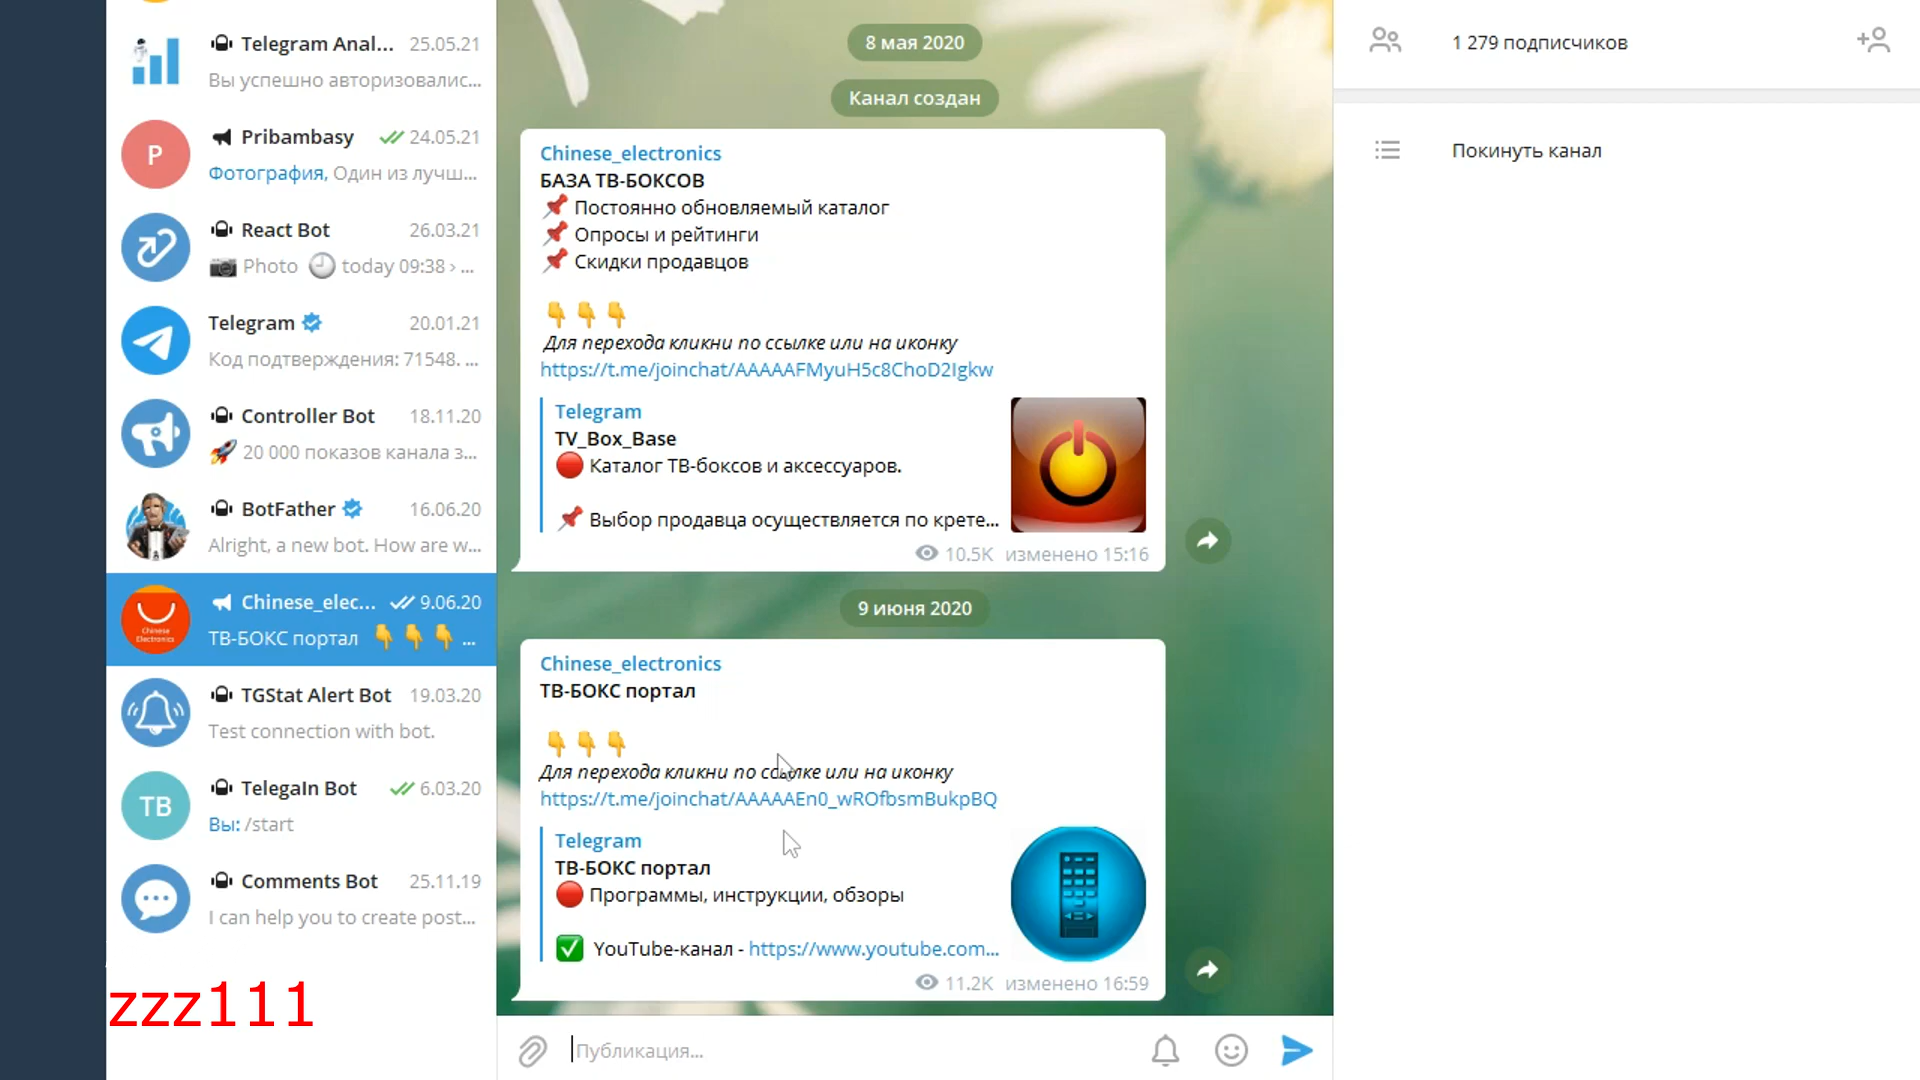 Telegram Anal... 25.05.21
Вы успешно авторизовалис...
P
Pribambasy 24.05.21
Фотография, Один из лучш...
React Bot 26.03.21
Photo today 09:38 › ...
Telegram 20.01.21
Код подтверждения: 71548. ...
Controller Bot 18.11.20
20 000 показов канала з...
BotFather 16.06.20
Alright, a new bot. How are w...
Chinese Electronics
Chinese_elec... 9.06.20
ТВ-БОКС портал ...
TGStat Alert Bot 19.03.20
Test connection with bot.
TB
TelegaIn Bot 6.03.20
Вы: /start
Comments Bot 25.11.19
I can help you to create post...
zzz111
8 мая 2020
Канал создан
Chinese_electronics
БАЗА ТВ-БОКСОВ
Постоянно обновляемый каталог
Опросы и рейтинги
Скидки продавцов
Для перехода кликни по ссылке или на иконку
https://t.me/joinchat/AAAAAFMyuH5c8ChoD2Igkw
Telegram
TV_Box_Base
Каталог ТВ-боксов и аксессуаров.
Выбор продавца осуществляется по крете...
10.5K изменено 15:16
9 июня 2020
Chinese_electronics
ТВ-БОКС портал
Для перехода кликни по ссылке или на иконку
https://t.me/joinchat/AAAAAEn0_wROfbsmBukpBQ
Telegram
ТВ-БОКС портал
Программы, инструкции, обзоры
YouTube-канал - https://www.youtube.com...
11.2K изменено 16:59
Публикация...
1 279 подписчиков
Покинуть канал